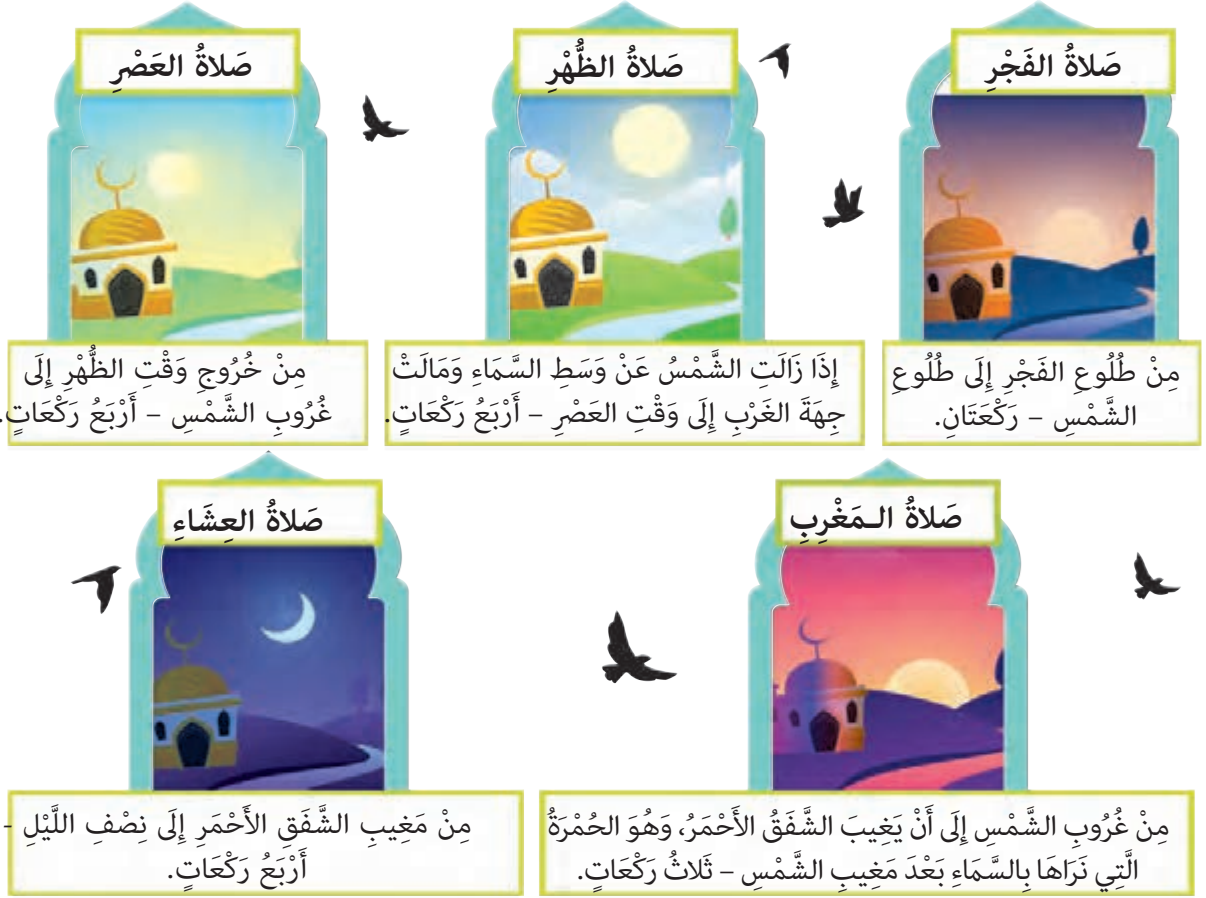 صَلاةُ الفَجْرِ
مِنْ طُلُوعِ الفَجْرِ إِلَى طُلُوعِ
الشَّمْسِ – رَكْعَتَانِ.
صَلاةُ الظُّهْرِ
إِذَا زَالَتِ الشَّمْسُ عَنْ وَسَطِ السَّمَاءِ وَمَالَتْ
جِهَةَ الغَرْبِ إِلَى وَقْتِ العَصْرِ – أَرْبَعُ رَكْعَاتٍ.
صَلاةُ العَصْرِ
مِنْ خُرُوجِ وَقْتِ الظُّهْرِ إِلَى
غُرُوبِ الشَّمْسِ – أَرْبَعُ رَكْعَاتٍ.
صَلاةُ الـمَغْرِبِ
مِنْ غُرُوبِ الشَّمْسِ إِلَى أَنْ يَغِيبَ الشَّفَقُ الأَحْمَرُ، وَهُوَ الحُمْرَةُ
الَّتِي نَرَاهَا بِالسَّمَاءِ بَعْدَ مَغِيبِ الشَّمْسِ – ثَلاثُ رَكْعَاتٍ.
صَلاةُ العِشَاءِ
مِنْ مَغِيبِ الشَّفَقِ الأَحْمَرِ إِلَى نِصْفِ اللَّيْلِ -
أَرْبَعُ رَكْعَاتٍ.